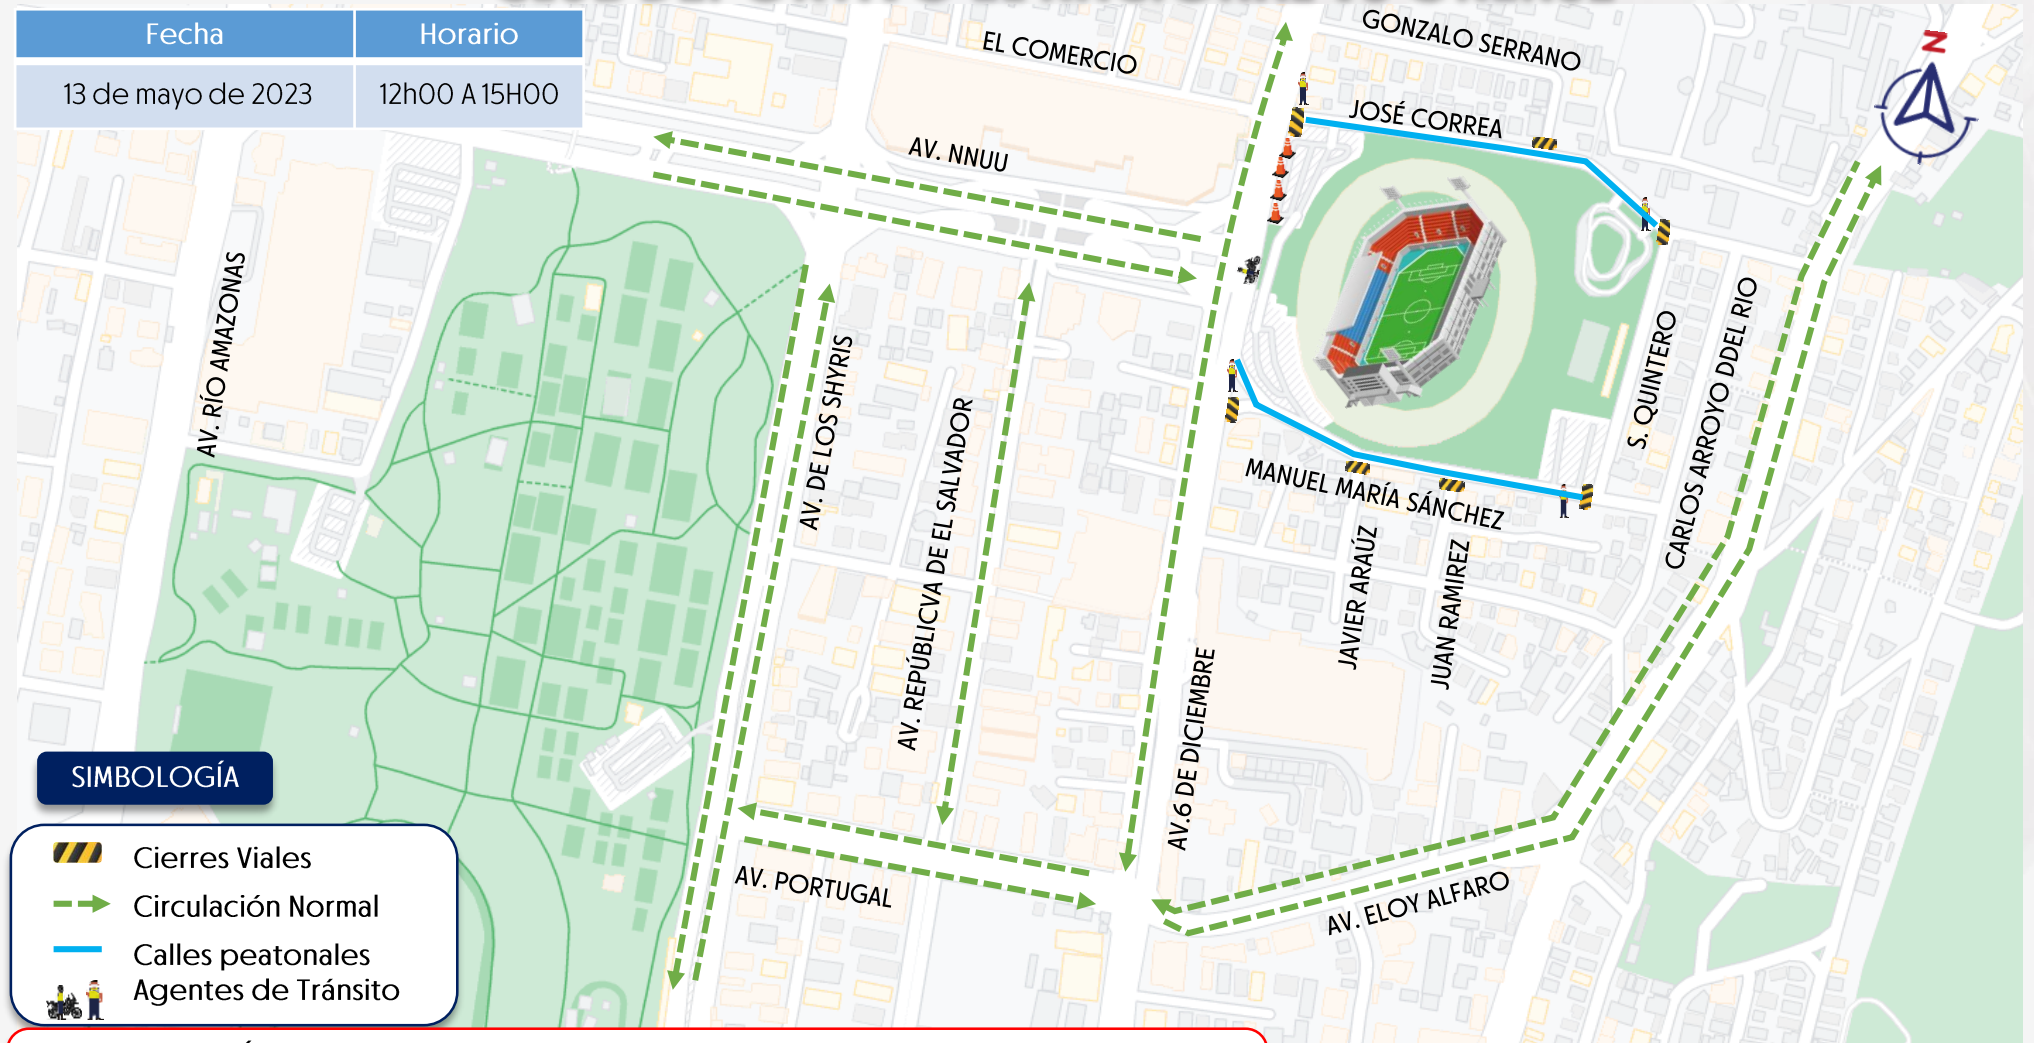 Fecha
Horario
13 de mayo de 2023
12h00 A 15H00
EL COMERCIO
GONZALO SERRANO
JOSÉ CORREA
AV. NNUU
N
AV. RÍO AMAZONAS
AV. DE LOS SHYRIS
AV. REPÚBLICVA DE EL SALVADOR
S. QUINTERO
CARLOS ARROYO DDEL RIO
MANUEL MARÍA SÁNCHEZ
JAVIER ARAÚZ
JUAN RAMIREZ
AV.6 DE DICIEMBRE
AV. PORTUGAL
AV. ELOY ALFARO
SIMBOLOGÍA
Cierres Viales
Circulación Normal
Calles peatonales
Agentes de Tránsito